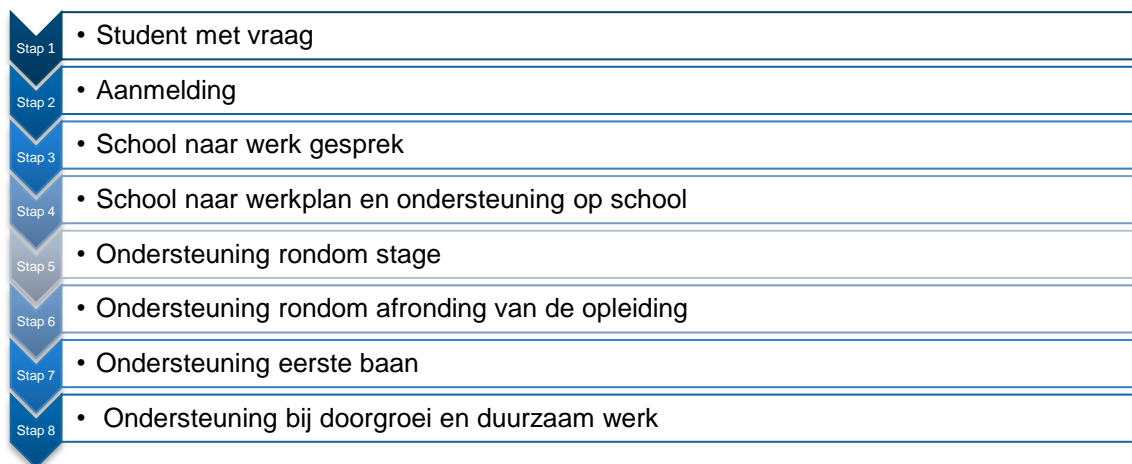 Stap 1
• Student met vraag
Stap 2
• Aanmelding
Stap 3
• School naar werk gesprek
Stap 4
• School naar werkplan en ondersteuning op school
Stap 5
• Ondersteuning rondom stage
Stap 6
• Ondersteuning rondom afronding van de opleiding
Stap 7
• Ondersteuning eerste baan
Stap 8
• Ondersteuning bij doorgroei en duurzaam werk